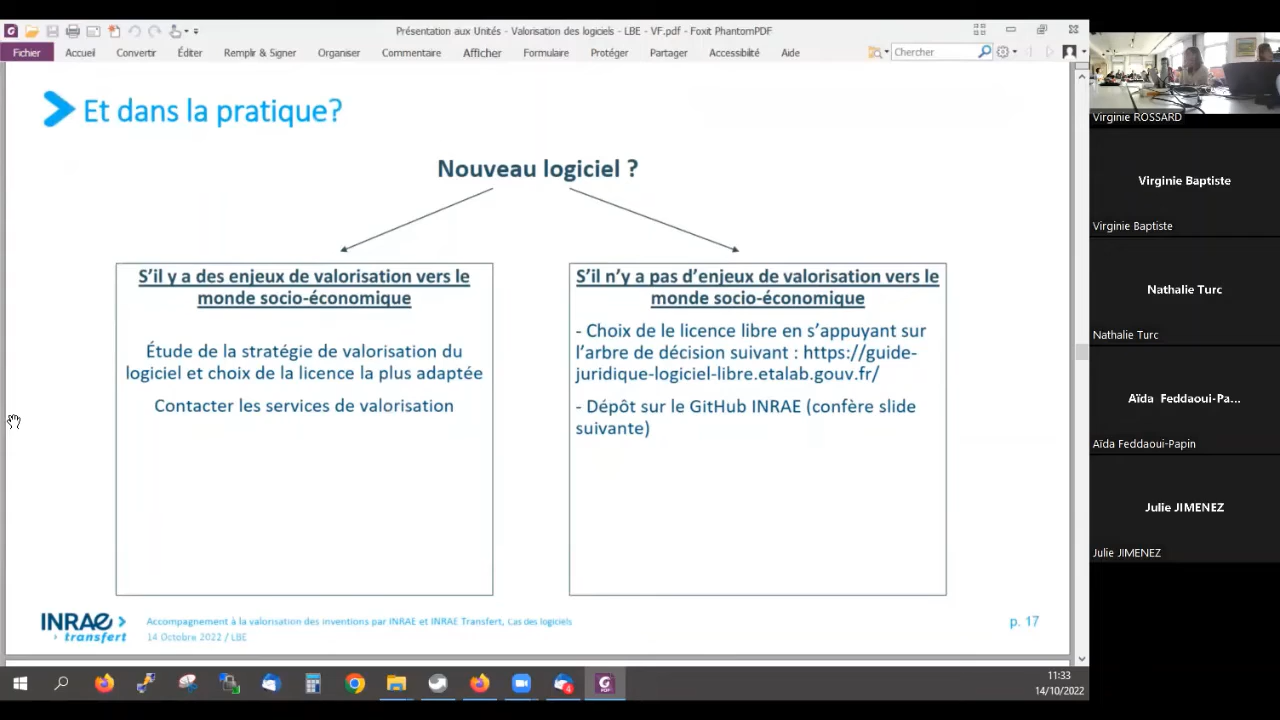 Présentation aux Unités - Valorisation des logiciels - LBE - VF.pdf - Foxit PhantomPDF
Fichier Accueil Convertir Éditer Remplir & Signer Organiser Commentaire Afficher Formulaire Protéger Partager Accessibilité Aide Chercher
Et dans la pratique?
Nouveau logiciel ?
S'il y a des enjeux de valorisation vers le
monde socio-économique
Étude de la stratégie de valorisation du
logiciel et choix de la licence la plus adaptée
Contacter les services de valorisation
S'il n'y a pas d'enjeux de valorisation vers le
monde socio-économique
- Choix de le licence libre en s'appuyant sur
l'arbre de décision suivant : https://guide-
juridique-logiciel-libre.etalab.gouv.fr/
- Dépôt sur le GitHub INRAE (confère slide
suivante)
INRAE
transfert
Accompagnement à la valorisation des inventions par INRAE et INRAE Transfert, Cas des logiciels
14 Octobre 2022 / LBE
p. 17
11:33
14/10/2022
Virginie ROSSARD
Virginie Baptiste
Virginie Baptiste
Nathalie Turc
Nathalie Turc
Aïda Feddaoui-Pa...
Aïda Feddaoui-Papin
Julie JIMENEZ
Julie JIMENEZ